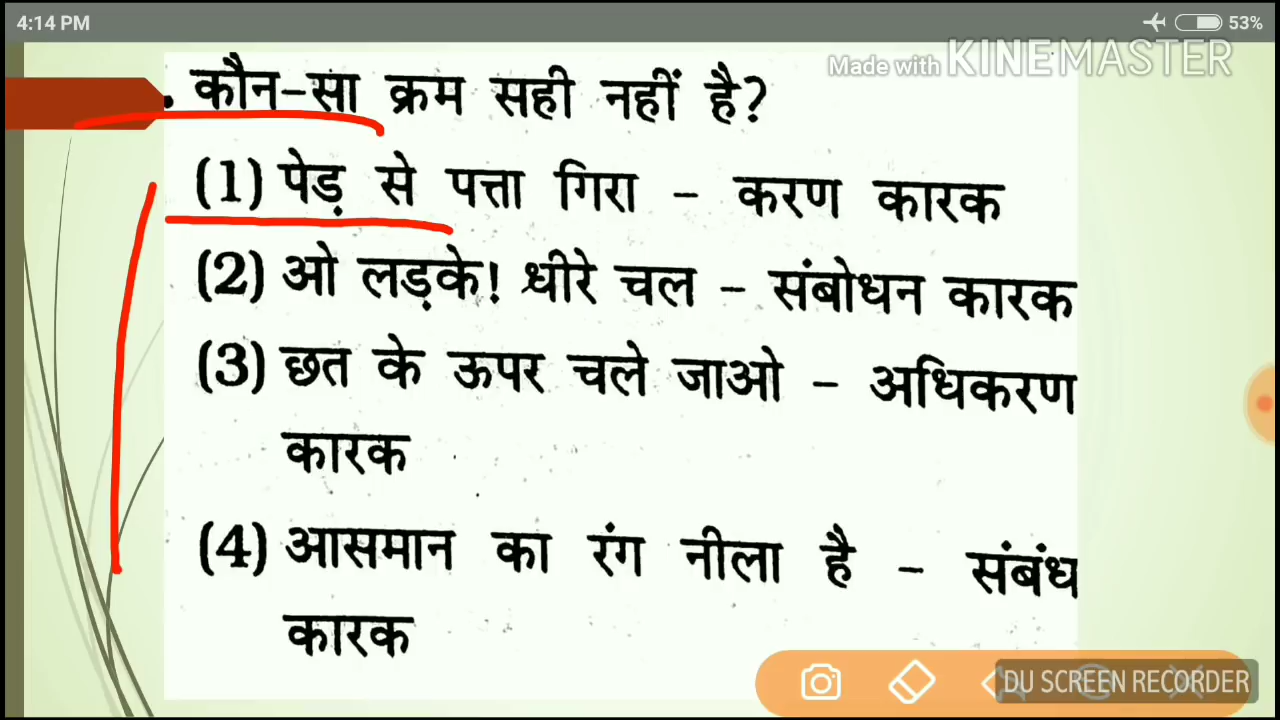 4:14 PM
53%
Made with KINEMASTER
. कौन-सा क्रम सही नहीं है?
(1) पेड़ से पत्ता गिरा – करण कारक
(2) ओ लड़के! धीरे चल – संबोधन कारक
(3) छत के ऊपर चले जाओ – अधिकरण
कारक
(4) आसमान का रंग नीला है – संबंध
कारक
DU SCREEN RECORDER